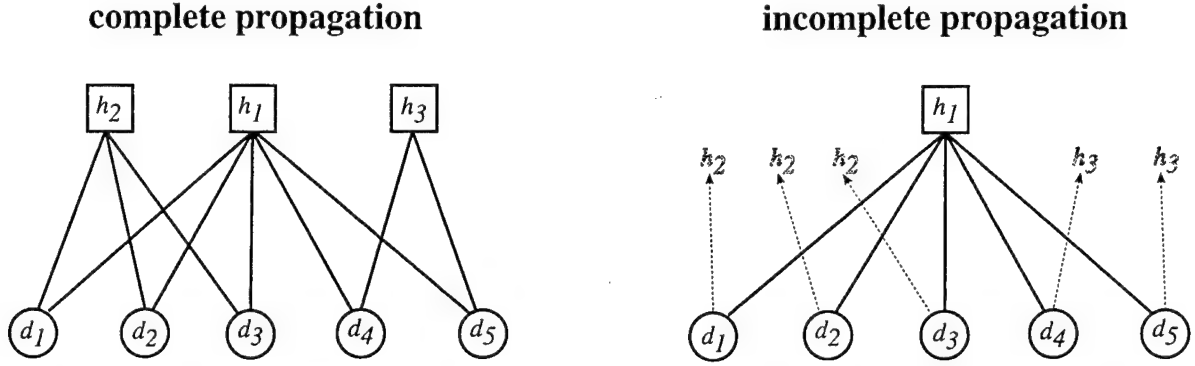 complete propagation
incomplete propagation
h2 h1 h3
d1 d2 d3 d4 d5
h1
h2 h2 h2 h3 h3
d1 d2 d3 d4 d5